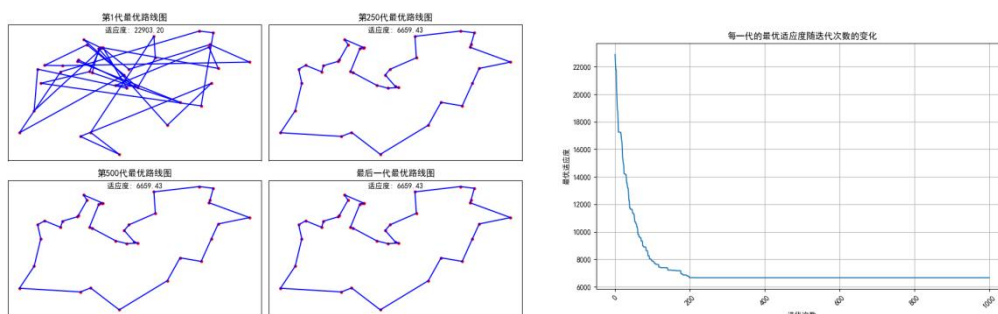 第1代最优路线图
适应度: 22903.20
第250代最优路线图
适应度: 6659.43
第500代最优路线图
适应度: 6659.43
最后一代最优路线图
适应度: 6659.43
每一代的最优适应度随迭代次数的变化
最优适应度
22000
20000
18000
16000
14000
12000
10000
8000
6000
0
200
400
600
800
1000